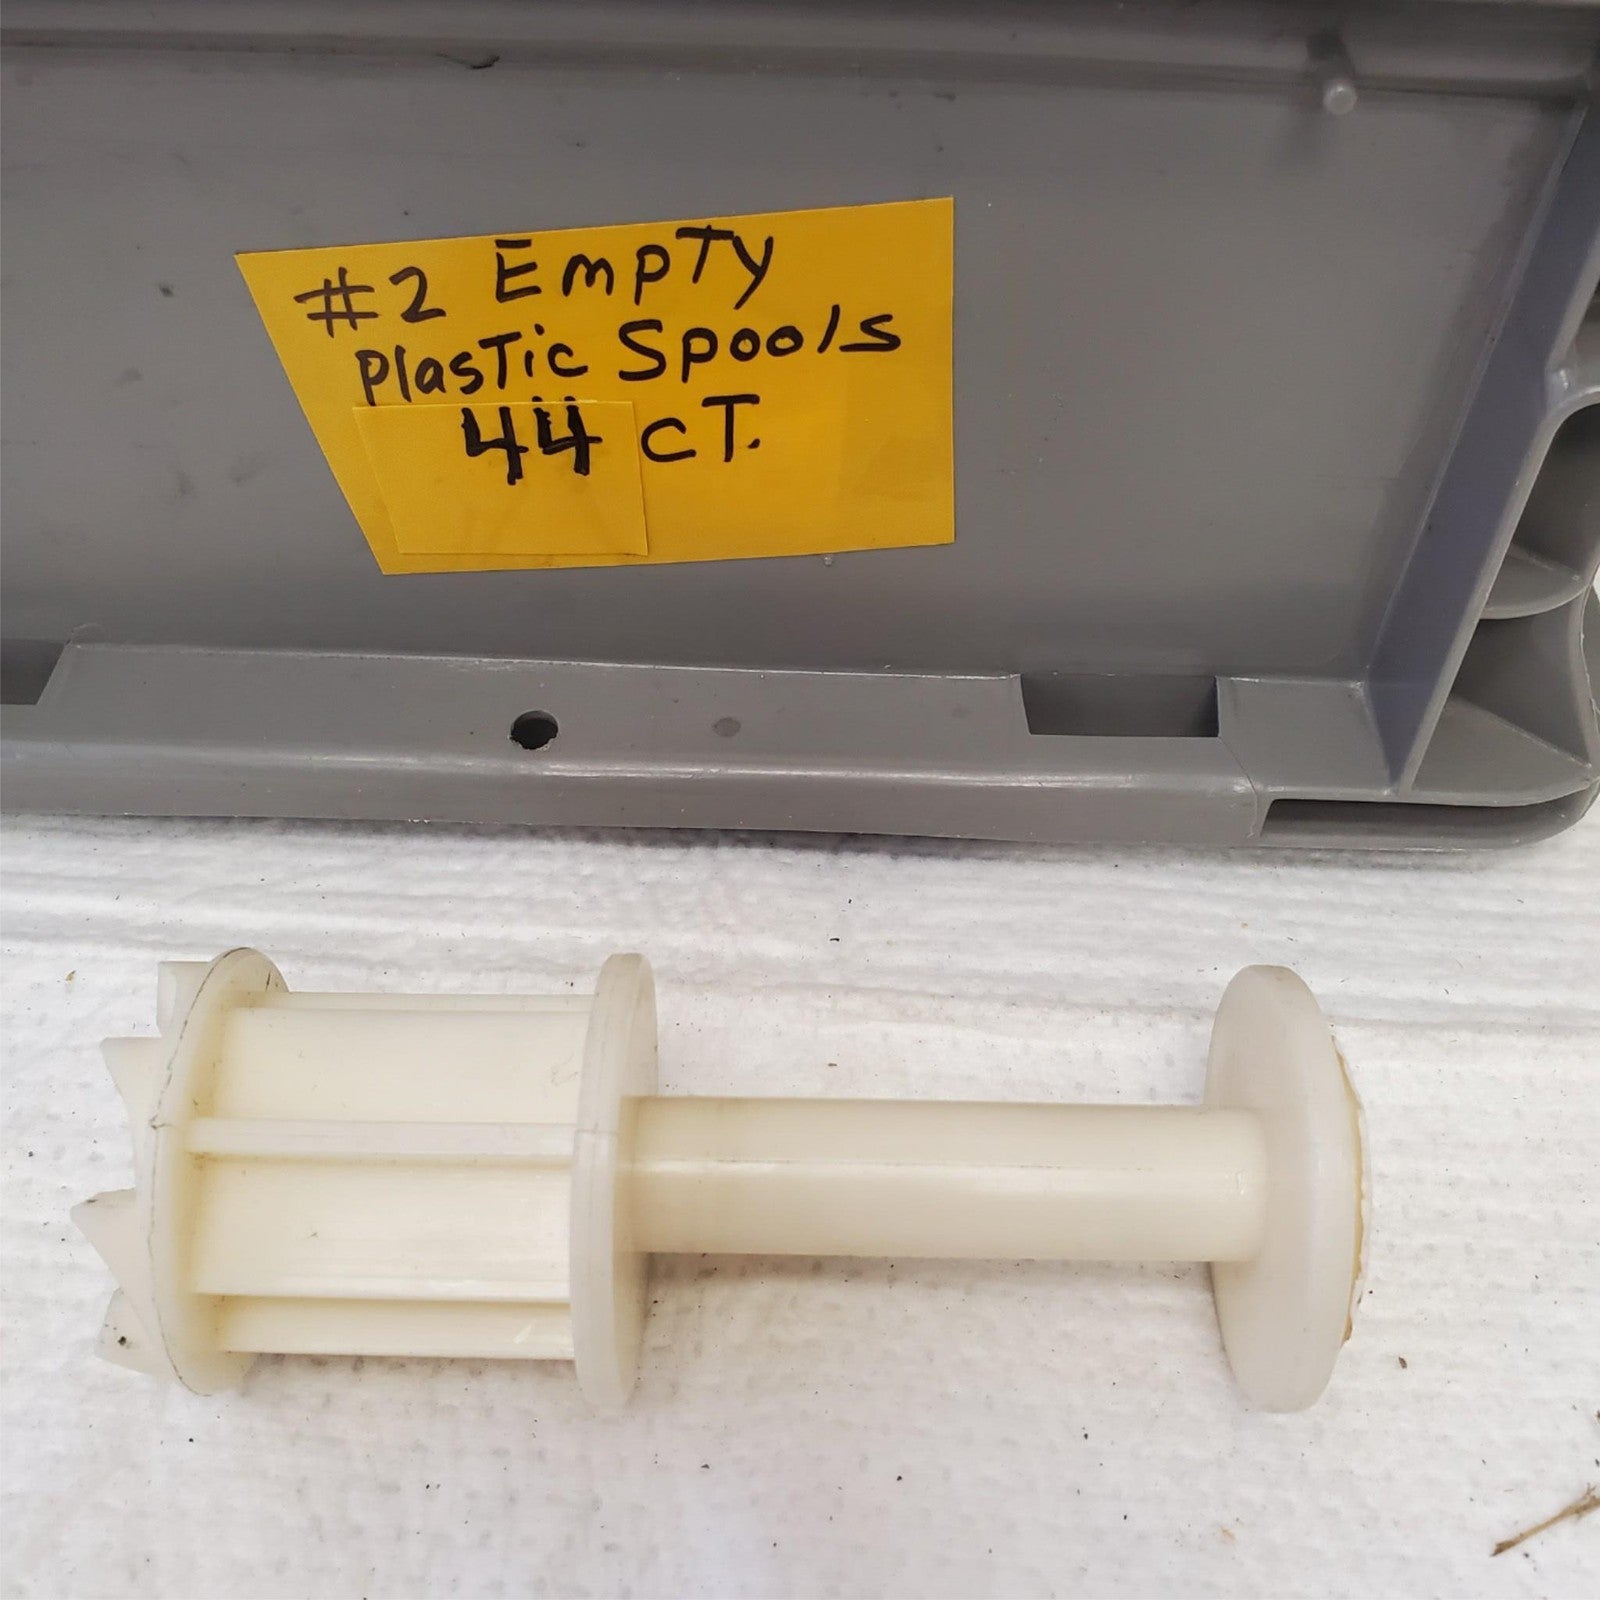 #2 Empty
Plastic Spools
44 cT.